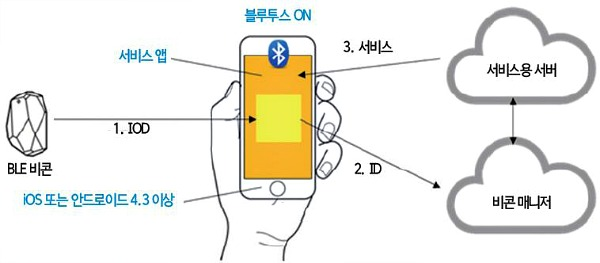 블루투스 ON
서비스 앱
3. 서비스
서비스용 서버
1. IOD
BLE 비콘
2. ID
iOS 또는 안드로이드 4.3 이상
비콘 매니저